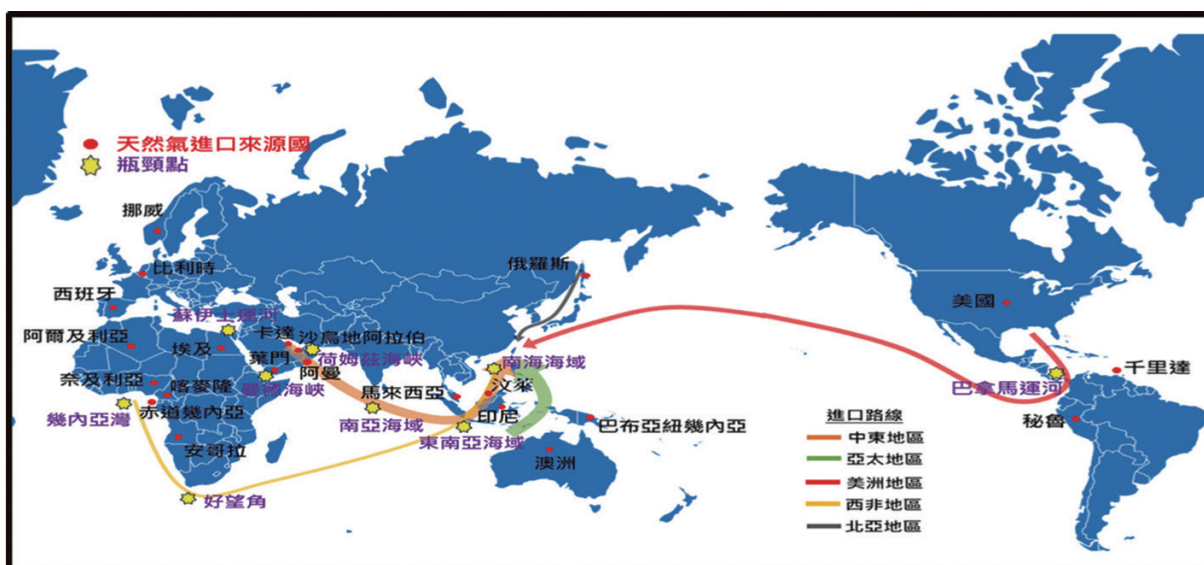 天然氣進口來源國
瓶頸點
挪威
比利時
俄羅斯
西班牙
美國
蘇伊士運河
阿爾及利亞
埃及
卡達
沙烏地阿拉伯
荷姆茲海峽
南海海域
葉門
阿曼
千里達
奈及利亞
喀麥隆
曼德海峽
馬來西亞
汶萊
巴拿馬運河
赤道幾內亞
幾內亞灣
南亞海域
印尼
巴布亞紐幾內亞
進口路線
秘魯
東南亞海域
中東地區
安哥拉
澳洲
亞太地區
美洲地區
好望角
西非地區
北亞地區